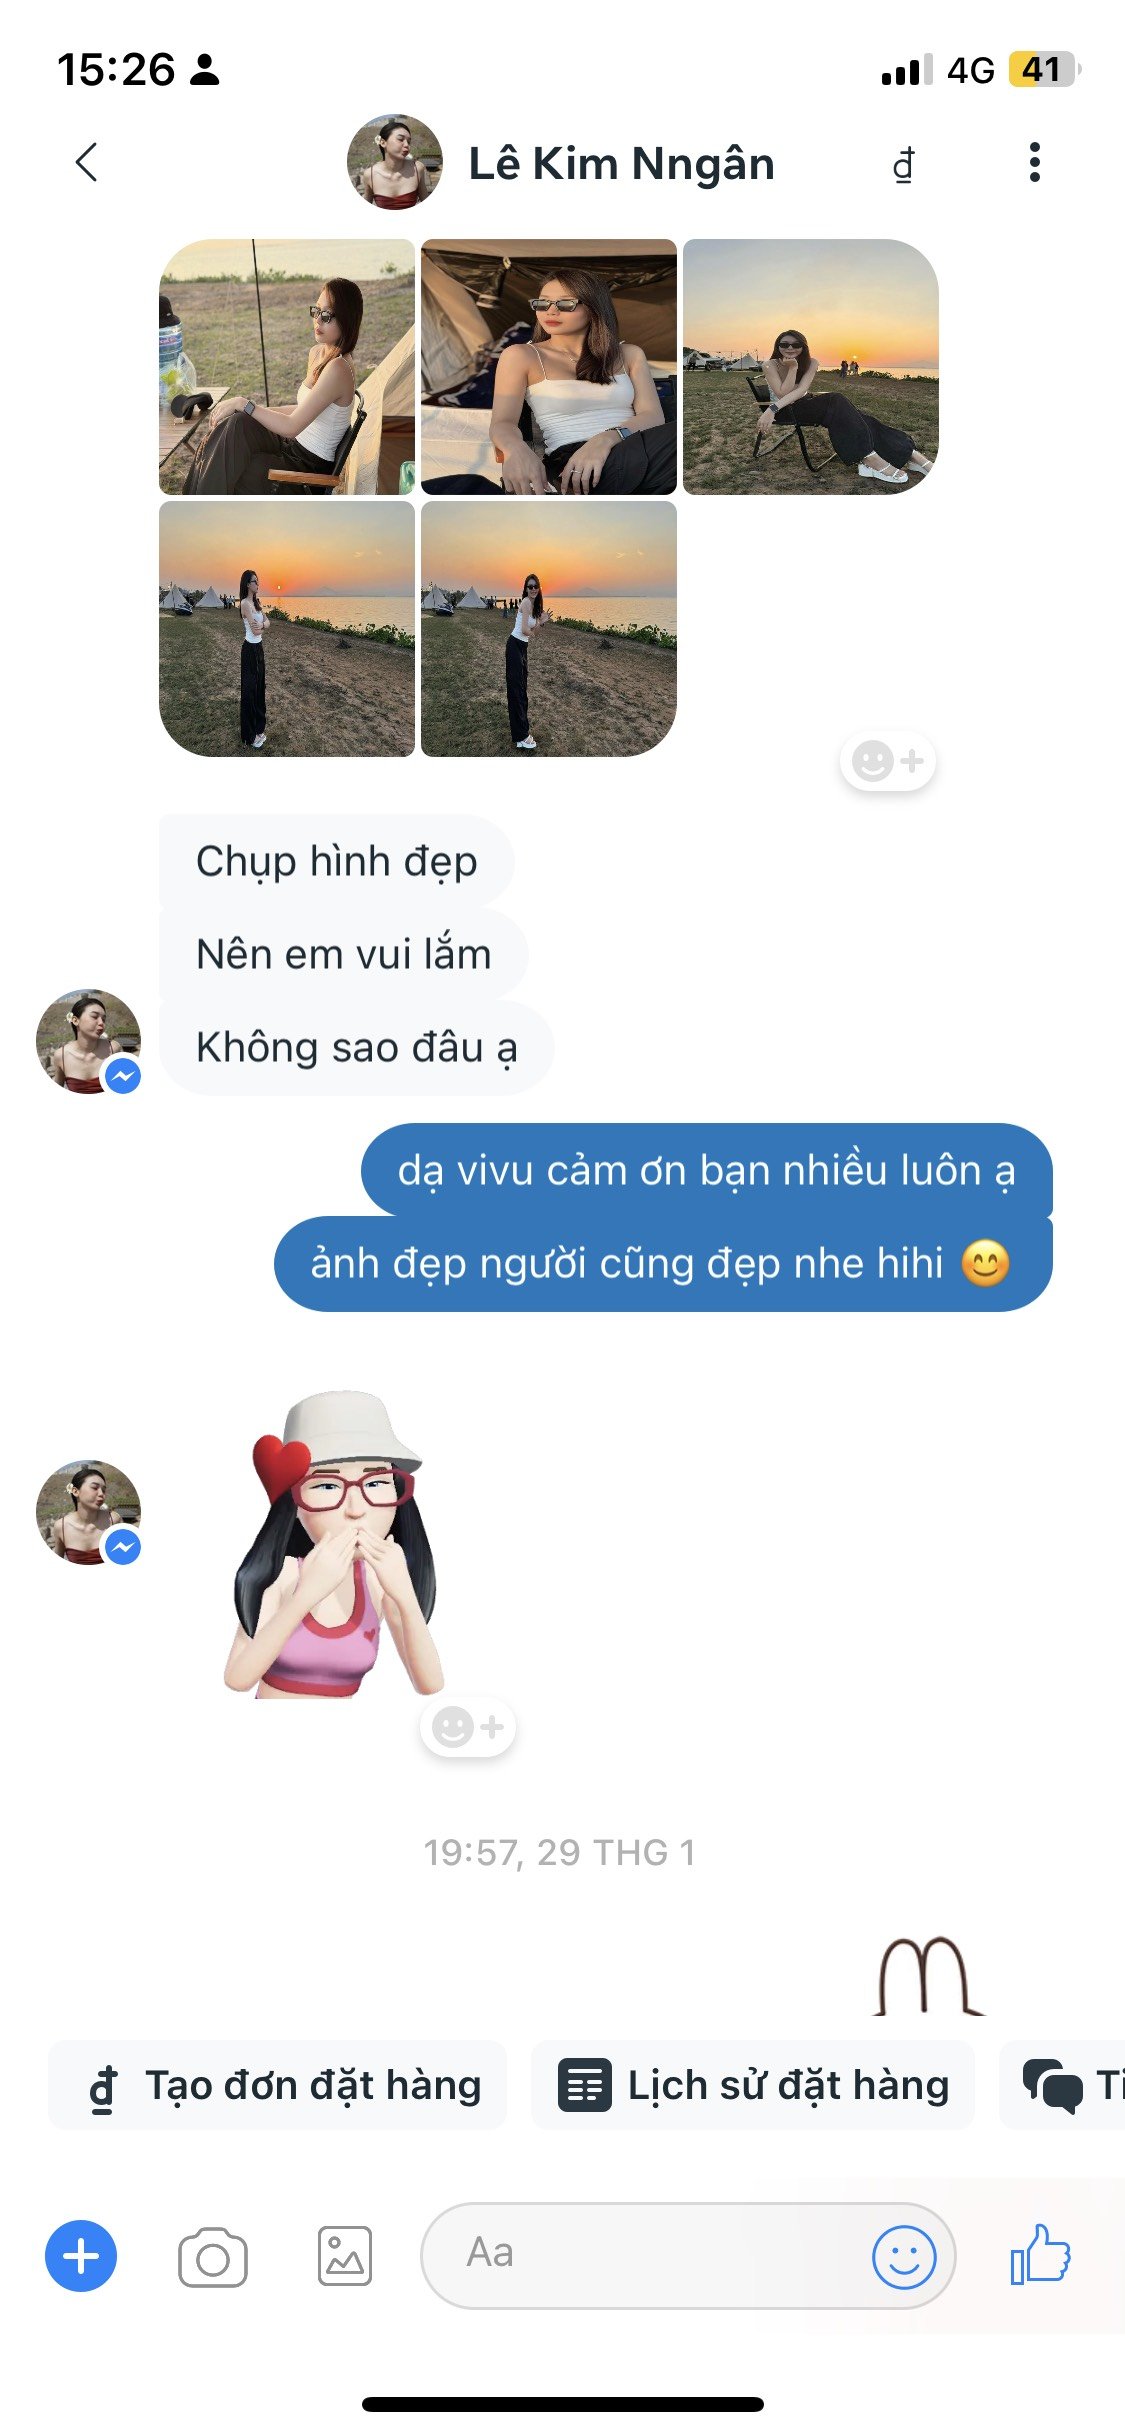 15:26
4G
41
Lê Kim Nngân
₫
Chụp hình đẹp
Nên em vui lắm
Không sao đâu ạ
dạ vivu cảm ơn bạn nhiều luôn ạ
ảnh đẹp người cũng đẹp nhe hihi 😊
19:57, 29 THG 1
₫ Tạo đơn đặt hàng
Lịch sử đặt hàng
Aa